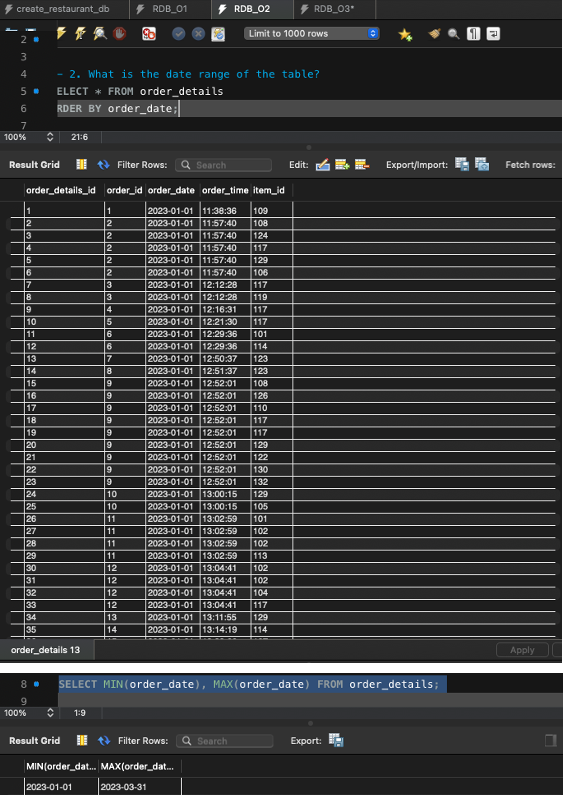 create_restaurant_db RDB_O1 RDB_O2 RDB_O3*
Limit to 1000 rows
2
3
4 - 2. What is the date range of the table?
5 ELECT * FROM order_details
6 RDER BY order_date;
7
100% 21:6
Result Grid Filter Rows: Search Edit: Export/Import: Fetch rows:
order_details_id order_id order_date order_time item_id
1 1 2023-01-01 11:38:36 109
2 2 2023-01-01 11:57:40 108
3 2 2023-01-01 11:57:40 124
4 2 2023-01-01 11:57:40 117
5 2 2023-01-01 11:57:40 129
6 2 2023-01-01 11:57:40 106
7 3 2023-01-01 12:12:28 117
8 3 2023-01-01 12:12:28 119
9 4 2023-01-01 12:16:31 117
10 5 2023-01-01 12:21:30 117
11 6 2023-01-01 12:29:36 101
12 6 2023-01-01 12:29:36 114
13 7 2023-01-01 12:50:37 123
14 8 2023-01-01 12:51:37 123
15 9 2023-01-01 12:52:01 108
16 9 2023-01-01 12:52:01 126
17 9 2023-01-01 12:52:01 110
18 9 2023-01-01 12:52:01 117
19 9 2023-01-01 12:52:01 117
20 9 2023-01-01 12:52:01 129
21 9 2023-01-01 12:52:01 122
22 9 2023-01-01 12:52:01 130
23 9 2023-01-01 12:52:01 132
24 10 2023-01-01 13:00:15 129
25 10 2023-01-01 13:00:15 105
26 11 2023-01-01 13:02:59 101
27 11 2023-01-01 13:02:59 102
28 11 2023-01-01 13:02:59 102
29 11 2023-01-01 13:02:59 113
30 12 2023-01-01 13:04:41 102
31 12 2023-01-01 13:04:41 102
32 12 2023-01-01 13:04:41 104
33 12 2023-01-01 13:04:41 117
34 13 2023-01-01 13:11:55 129
35 14 2023-01-01 13:14:19 114
order_details 13 Apply
8 SELECT MIN(order_date), MAX(order_date) FROM order_details;
9
100% 1:9
Result Grid Filter Rows: Search Export:
MIN(order_dat... MAX(order_dat...
2023-01-01 2023-03-31